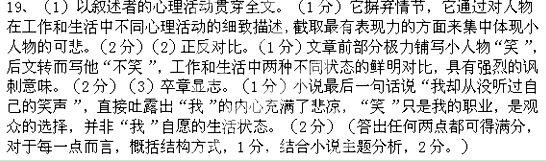 19、（1）以叙述者的心理活动贯穿全文。（1分）它摒弃情节，它通过对人物
在工作和生活中不同心理活动的细致描述，截取最有表现力的方面来集中体现小
人物的可悲。（2分）（2）正反对比。（1分）文章前部分极力铺写小人物“笑”，
后文转而写他“不笑”，工作和生活中两种不同状态的鲜明对比，具有强烈的讽
刺意味。（2分）（3）卒章显志。（1分）小说最后一句话说“我却从没听过自
己的笑声”，直接吐露出“我”的内心充满了悲凉，“笑”只是我的职业，是观
众的选择，并非“我”自愿的生活状态。（2分）（答出任何两点都可得满分，
对于每一点而言，概括结构方式，1分，结合小说主题分析，2分。）